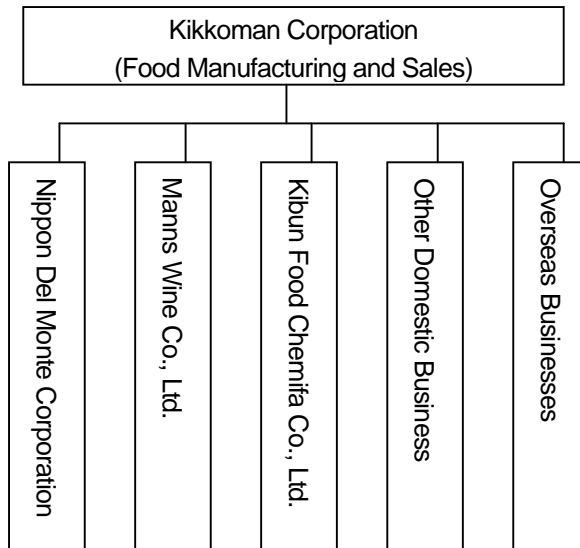 Kikkoman Corporation
(Food Manufacturing and Sales)
Nippon Del Monte Corporation
Manns Wine Co., Ltd.
Kibun Food Chemifa Co., Ltd.
Other Domestic Business
Overseas Businesses